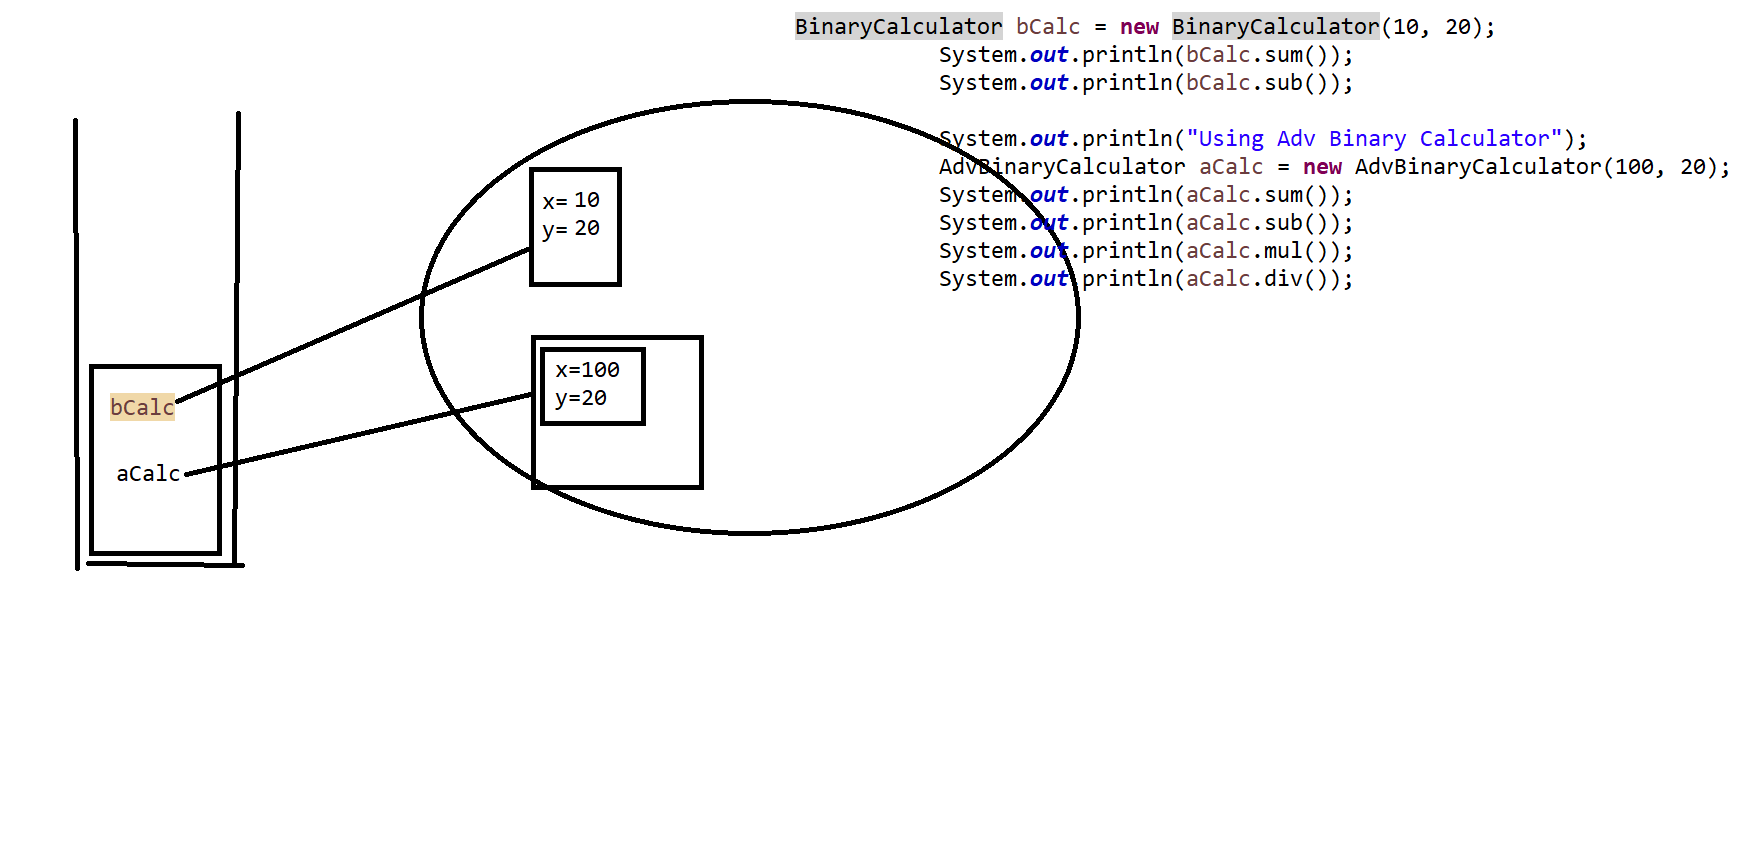 BinaryCalculator bCalc = new BinaryCalculator(10, 20);
System.out.println(bCalc.sum());
System.out.println(bCalc.sub());
System.out.println("Using Adv Binary Calculator");
AdvBinaryCalculator aCalc = new AdvBinaryCalculator(100, 20);
System.out.println(aCalc.sum());
System.out.println(aCalc.sub());
System.out.println(aCalc.mul());
System.out.println(aCalc.div());
x= 10
y= 20
x=100
y=20
bCalc
aCalc